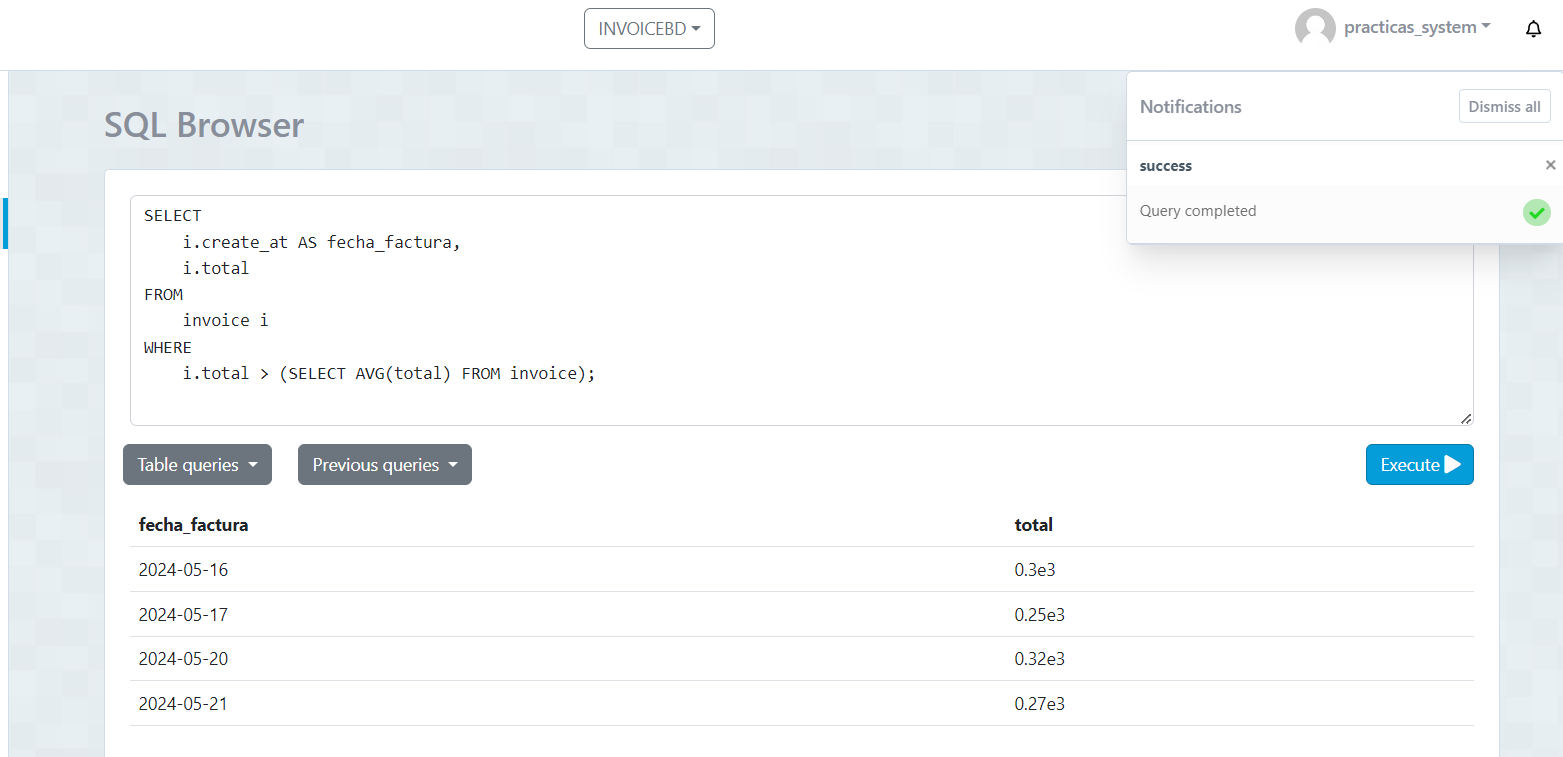 INVOICEBD
practicas_system
SQL Browser
Notifications
Dismiss all
success
×
Query completed
SELECT
    i.create_at AS fecha_factura,
    i.total
FROM
    invoice i
WHERE
    i.total > (SELECT AVG(total) FROM invoice);
Table queries
Previous queries
Execute
fecha_factura total
2024-05-16 0.3e3
2024-05-17 0.25e3
2024-05-20 0.32e3
2024-05-21 0.27e3